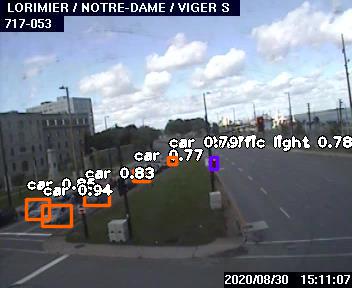 LORIMIER / NOTRE-DAME / VIGER S
717-053
car 0.79
traffic light 0.78
car 0.77
car 0.83
car 0.94
2020/08/30 15:11:07